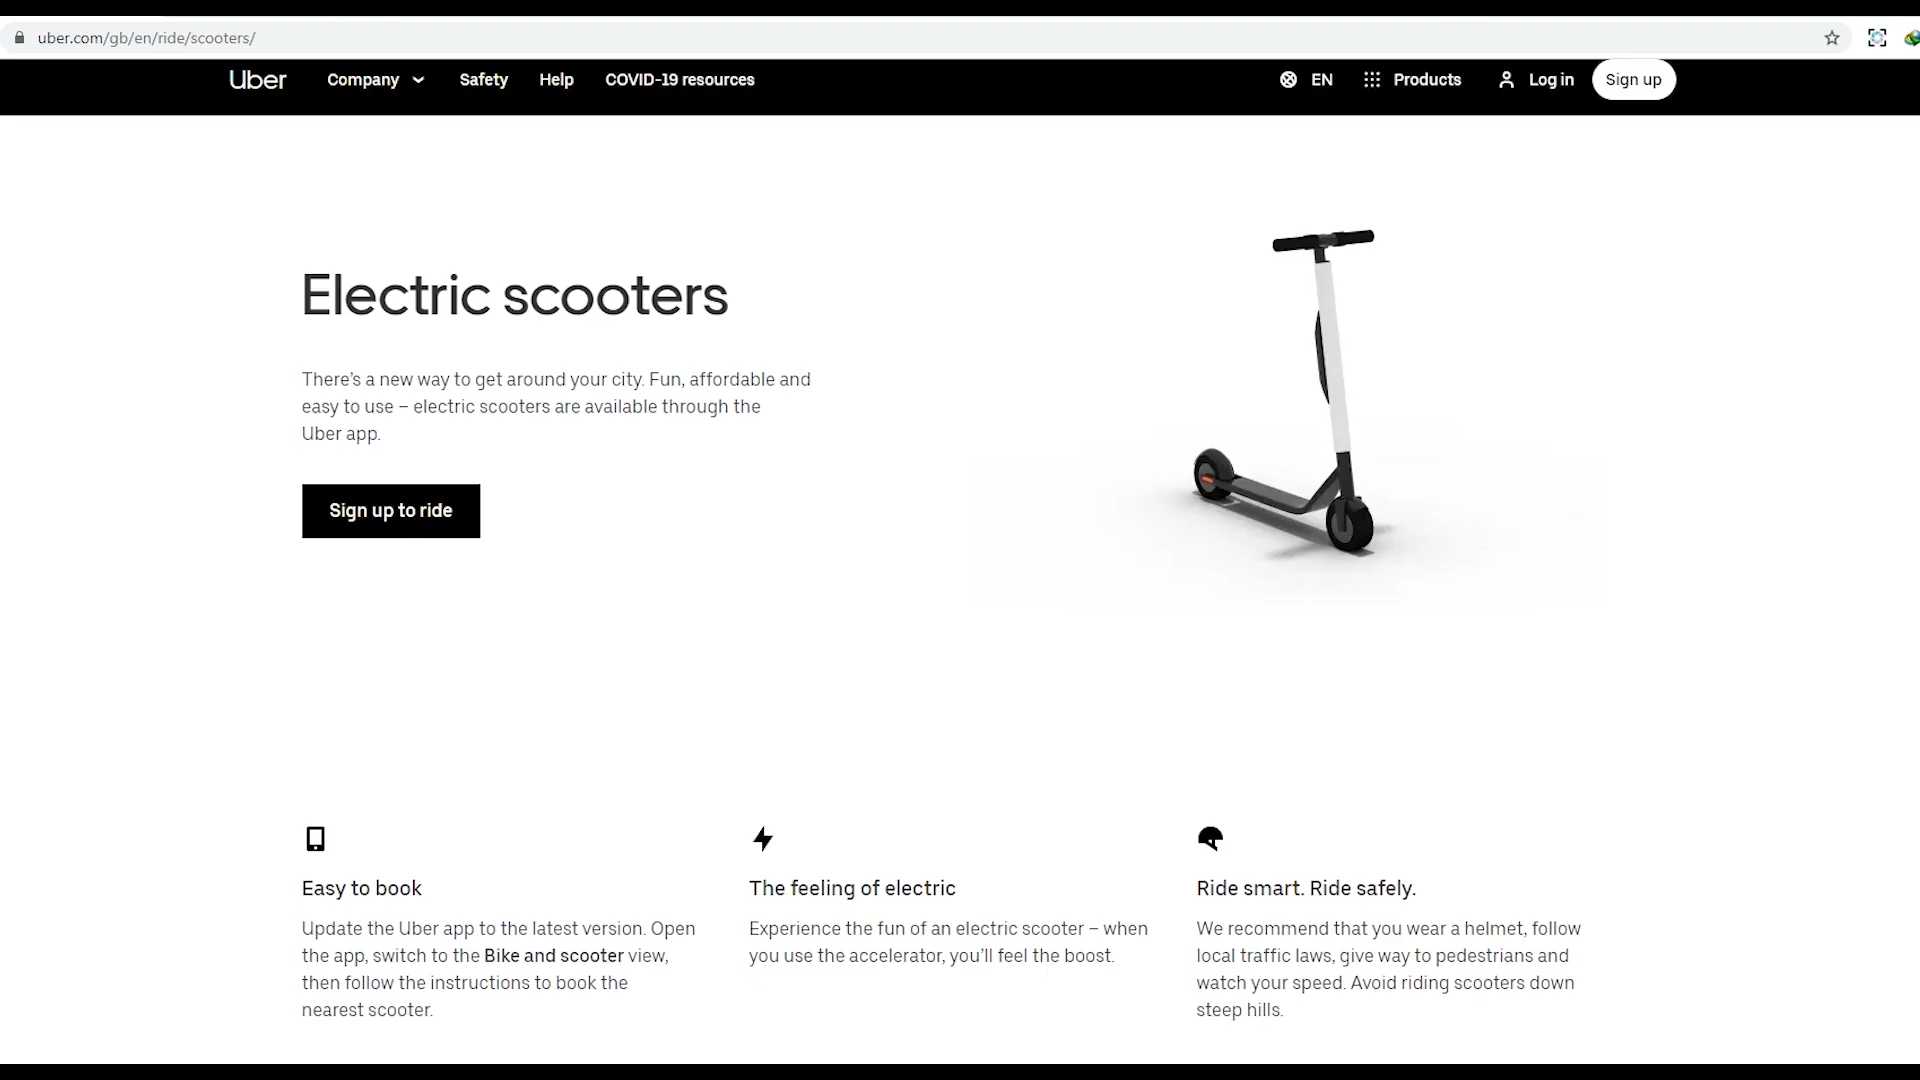 uber.com/gb/en/ride/scooters/
Uber Company Safety Help COVID-19 resources EN Products Log in Sign up
Electric scooters
There's a new way to get around your city. Fun, affordable and
easy to use – electric scooters are available through the
Uber app.
Sign up to ride
Easy to book
Update the Uber app to the latest version. Open
the app, switch to the Bike and scooter view,
then follow the instructions to book the
nearest scooter.
The feeling of electric
Experience the fun of an electric scooter – when
you use the accelerator, you'll feel the boost.
Ride smart. Ride safely.
We recommend that you wear a helmet, follow
local traffic laws, give way to pedestrians and
watch your speed. Avoid riding scooters down
steep hills.